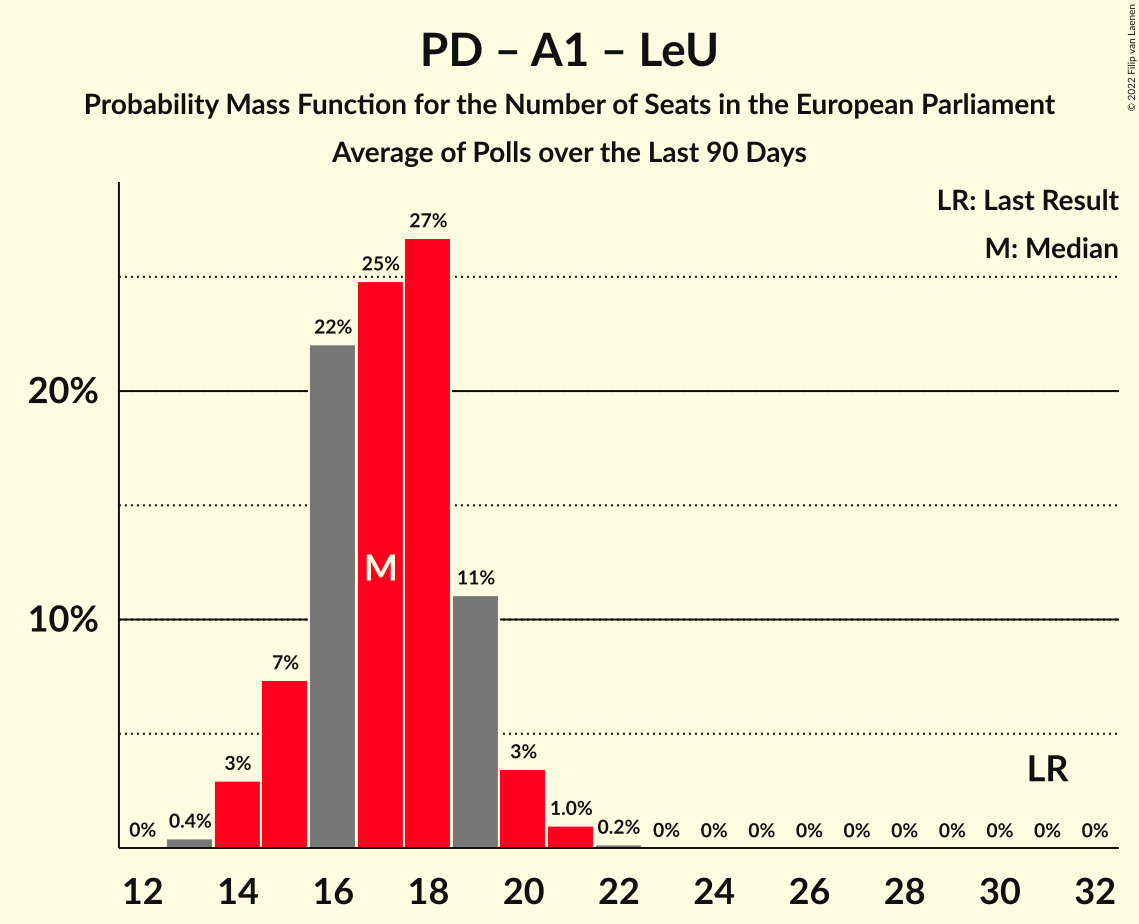 PD – A1 – LeU
Probability Mass Function for the Number of Seats in the European Parliament
Average of Polls over the Last 90 Days
© 2022 Filip van Laenen
LR: Last Result
M: Median
27%
25%
22%
20%
M
11%
10%
7%
3%
3%
LR
1.0%
0.4%
0.2%
0% 0% 0% 0% 0% 0% 0% 0% 0% 0% 0%
12 14 16 18 20 22 24 26 28 30 32